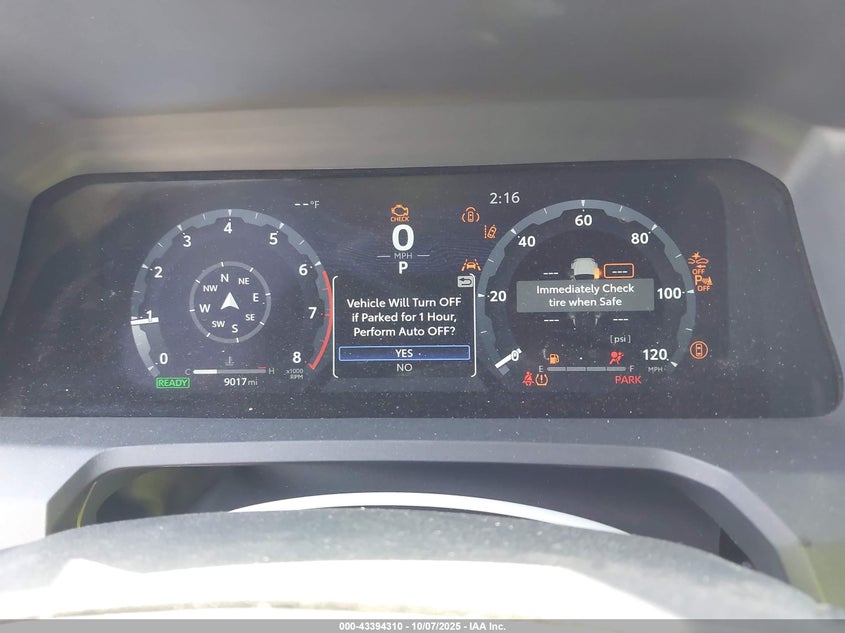 --°F
2:16
CHECK
0
MPH
P
0
1
2
3
4
5
6
7
8
x1000
RPM
N
NE
E
SE
S
SW
W
NW
C
H
READY
9017 mi
Vehicle Will Turn OFF
if Parked for 1 Hour,
Perform Auto OFF?
YES
NO
0
20
40
60
80
100
120
MPH
--- ---
Immediately Check
tire when Safe
--- ---
[psi]
E
F
PARK
OFF
P
OFF
000-43394310 - 10/07/2025 - IAA Inc.